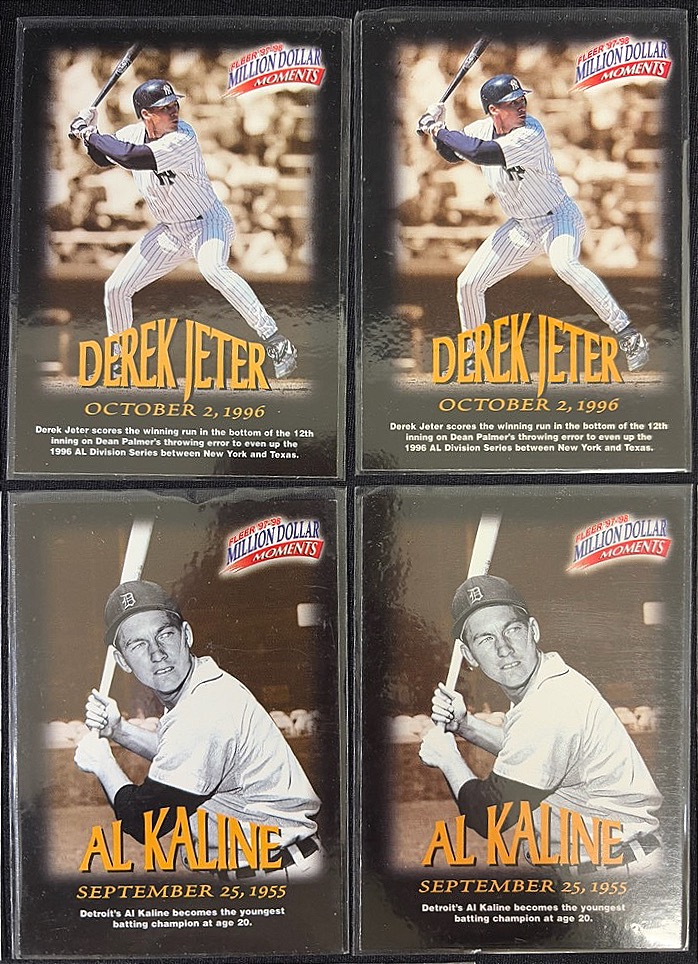 FLEER '97-'98
MILLION DOLLAR
MOMENTS
DEREK JETER
OCTOBER 2, 1996
Derek Jeter scores the winning run in the bottom of the 12th
inning on Dean Palmer's throwing error to even up the
1996 AL Division Series between New York and Texas.
FLEER '97-'98
MILLION DOLLAR
MOMENTS
DEREK JETER
OCTOBER 2, 1996
Derek Jeter scores the winning run in the bottom of the 12th
inning on Dean Palmer's throwing error to even up the
1996 AL Division Series between New York and Texas.
FLEER '97-'98
MILLION DOLLAR
MOMENTS
D
AL KALINE
SEPTEMBER 25, 1955
Detroit's Al Kaline becomes the youngest
batting champion at age 20.
FLEER '97-'98
MILLION DOLLAR
MOMENTS
D
AL KALINE
SEPTEMBER 25, 1955
Detroit's Al Kaline becomes the youngest
batting champion at age 20.